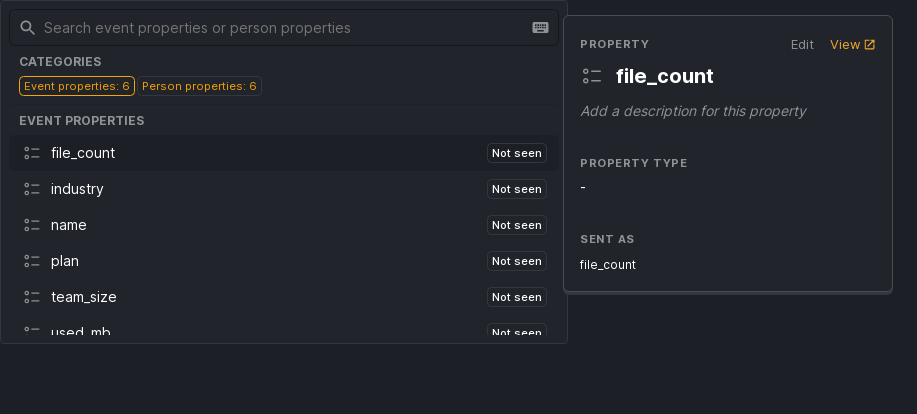 Search event properties or person properties
CATEGORIES
Event properties: 6 Person properties: 6
EVENT PROPERTIES
file_count Not seen
industry Not seen
name Not seen
plan Not seen
team_size Not seen
used_mb Not seen
PROPERTY Edit View
file_count
Add a description for this property
PROPERTY TYPE
-
SENT AS
file_count